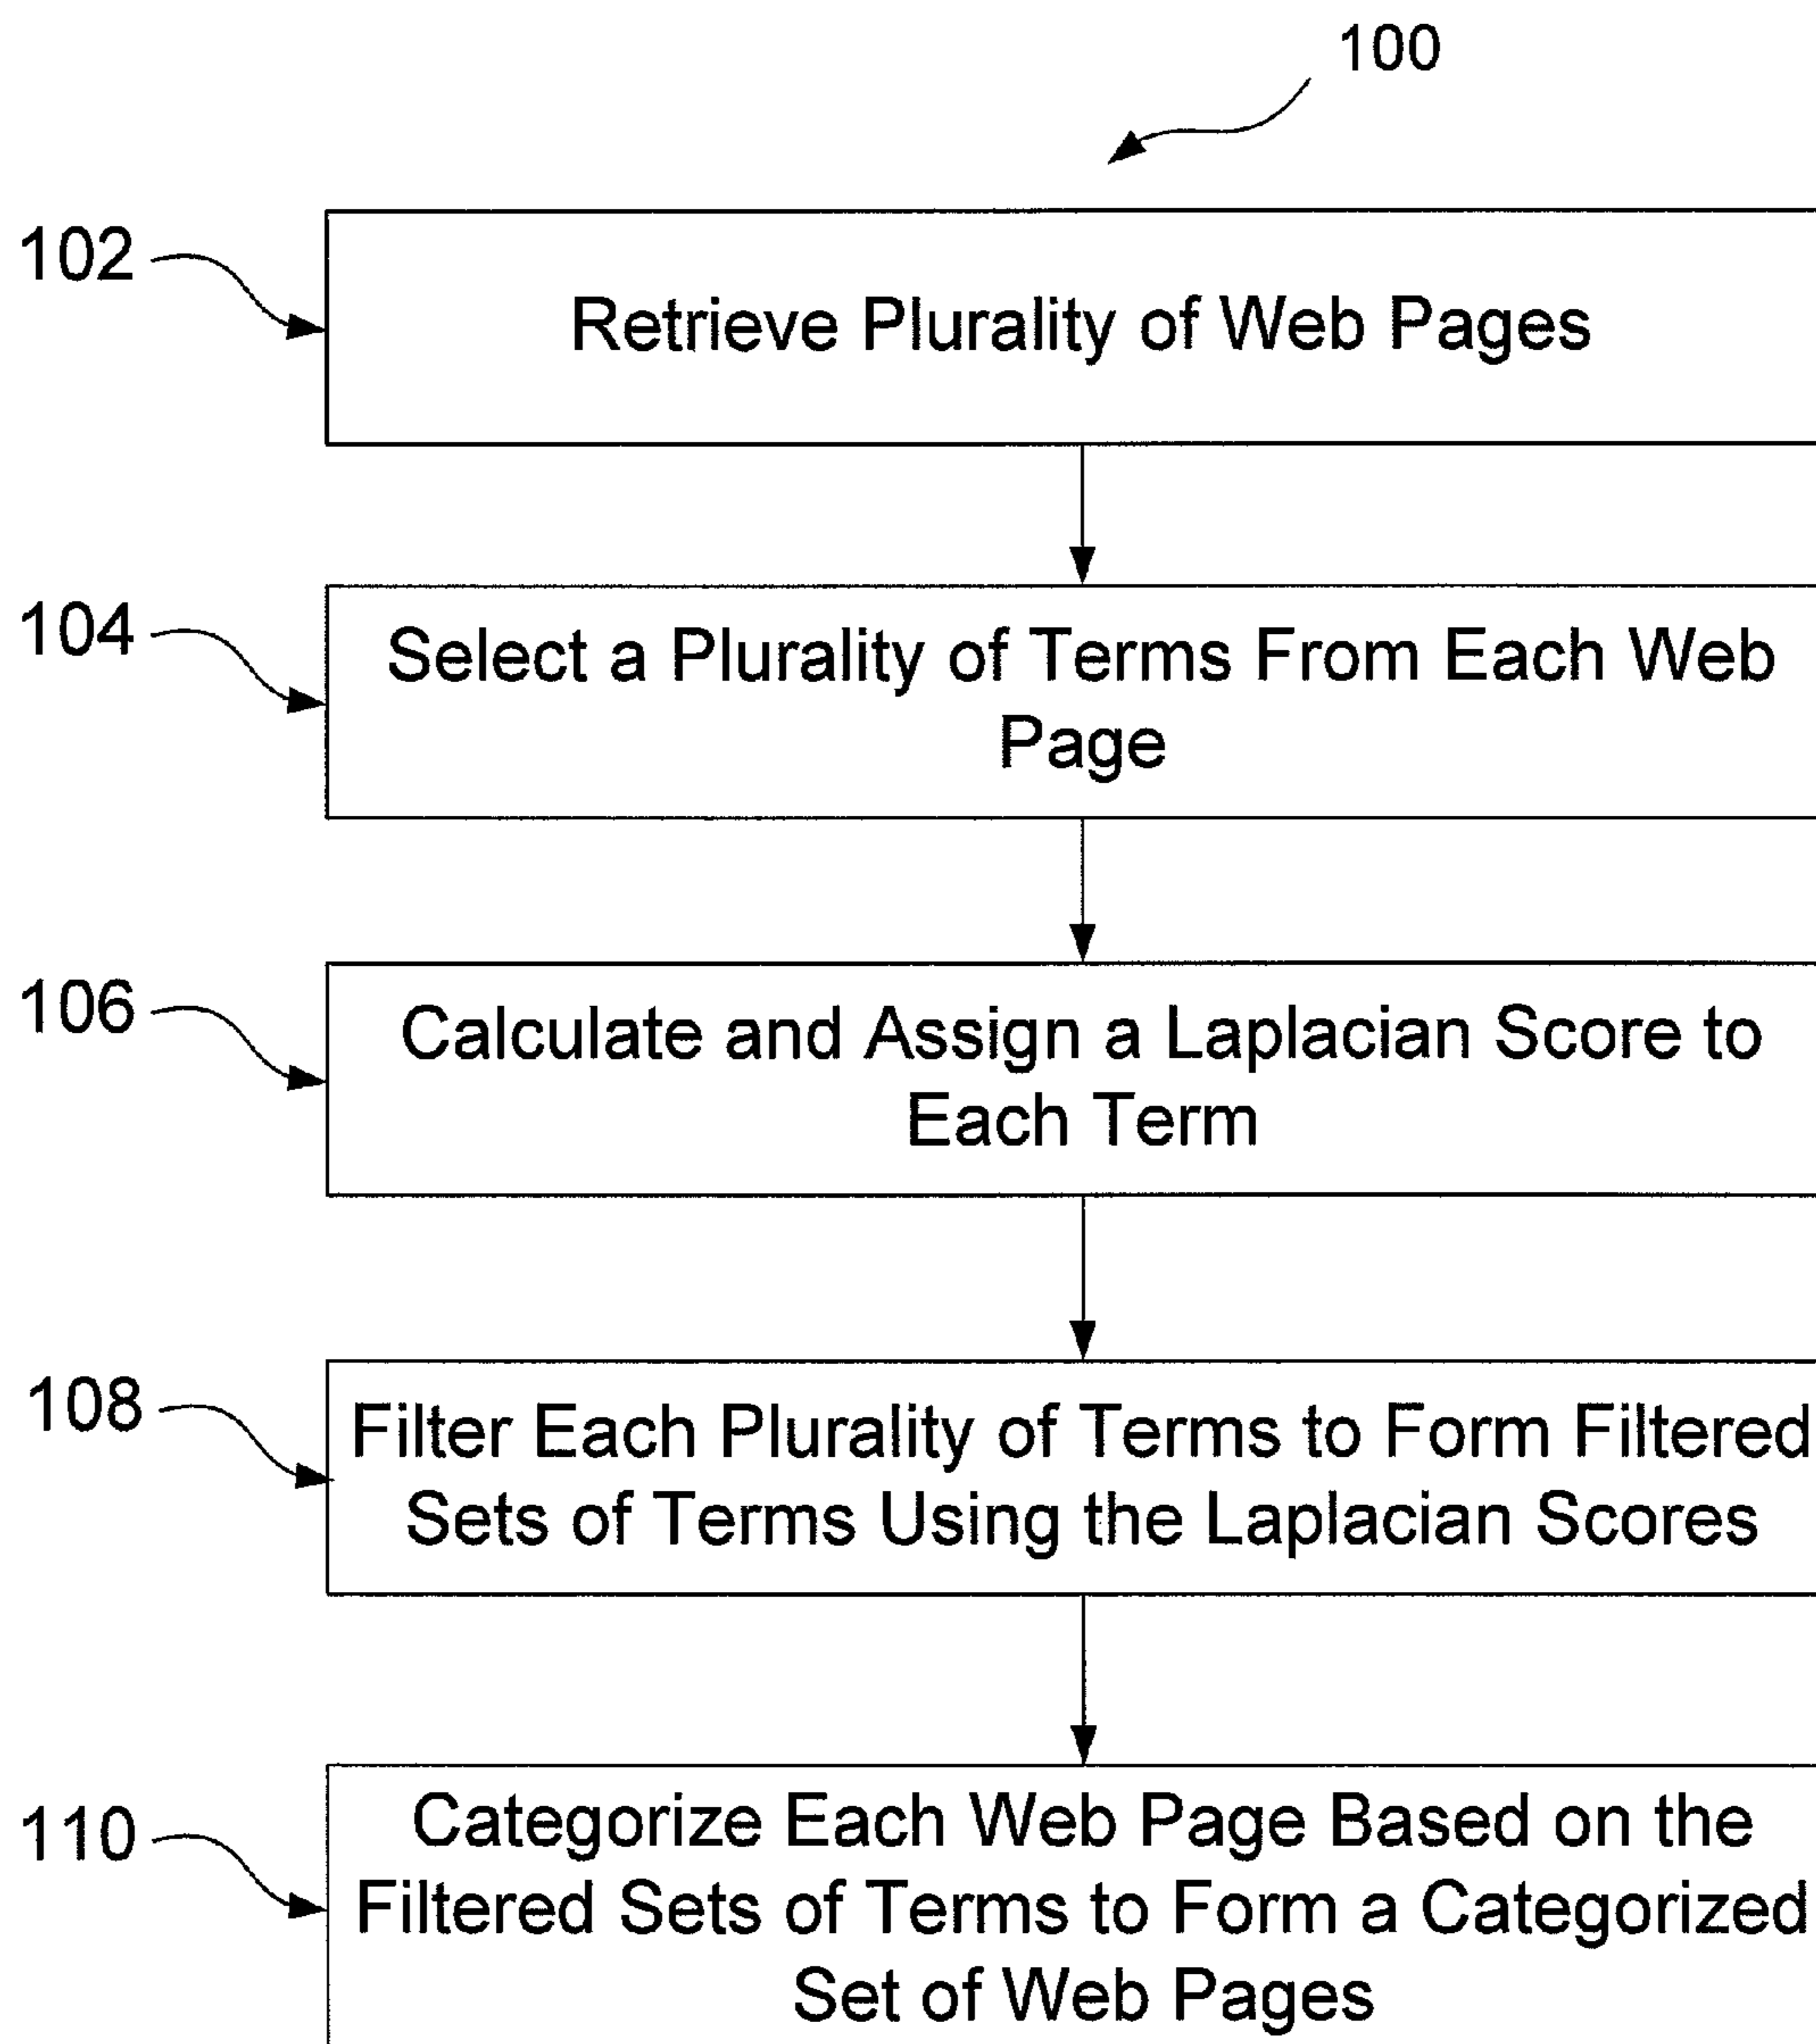 100
102
Retrieve Plurality of Web Pages
104
Select a Plurality of Terms From Each Web
Page
106
Calculate and Assign a Laplacian Score to
Each Term
108
Filter Each Plurality of Terms to Form Filtered
Sets of Terms Using the Laplacian Scores
110
Categorize Each Web Page Based on the
Filtered Sets of Terms to Form a Categorized
Set of Web Pages